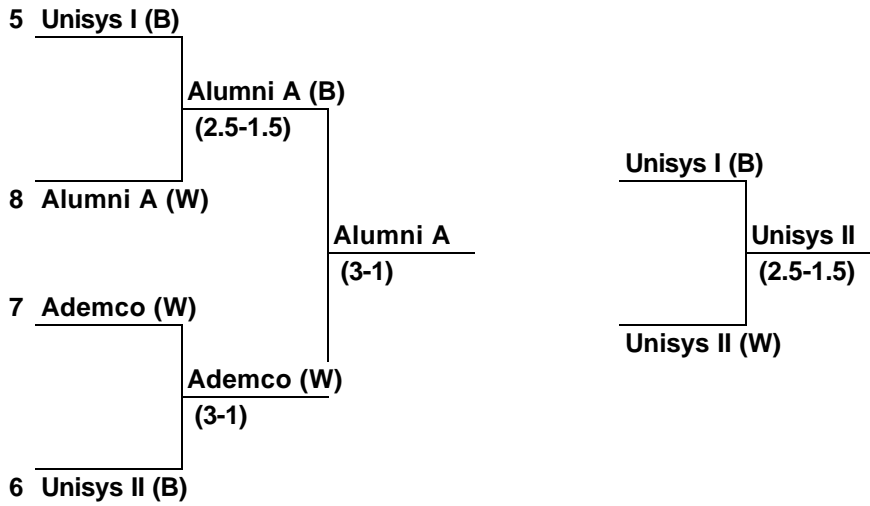 5 Unisys I (B)
Alumni A (B)
(2.5-1.5)
Unisys I (B)
8 Alumni A (W)
Alumni A
Unisys II
(3-1)
(2.5-1.5)
7 Ademco (W)
Unisys II (W)
Ademco (W)
(3-1)
6 Unisys II (B)